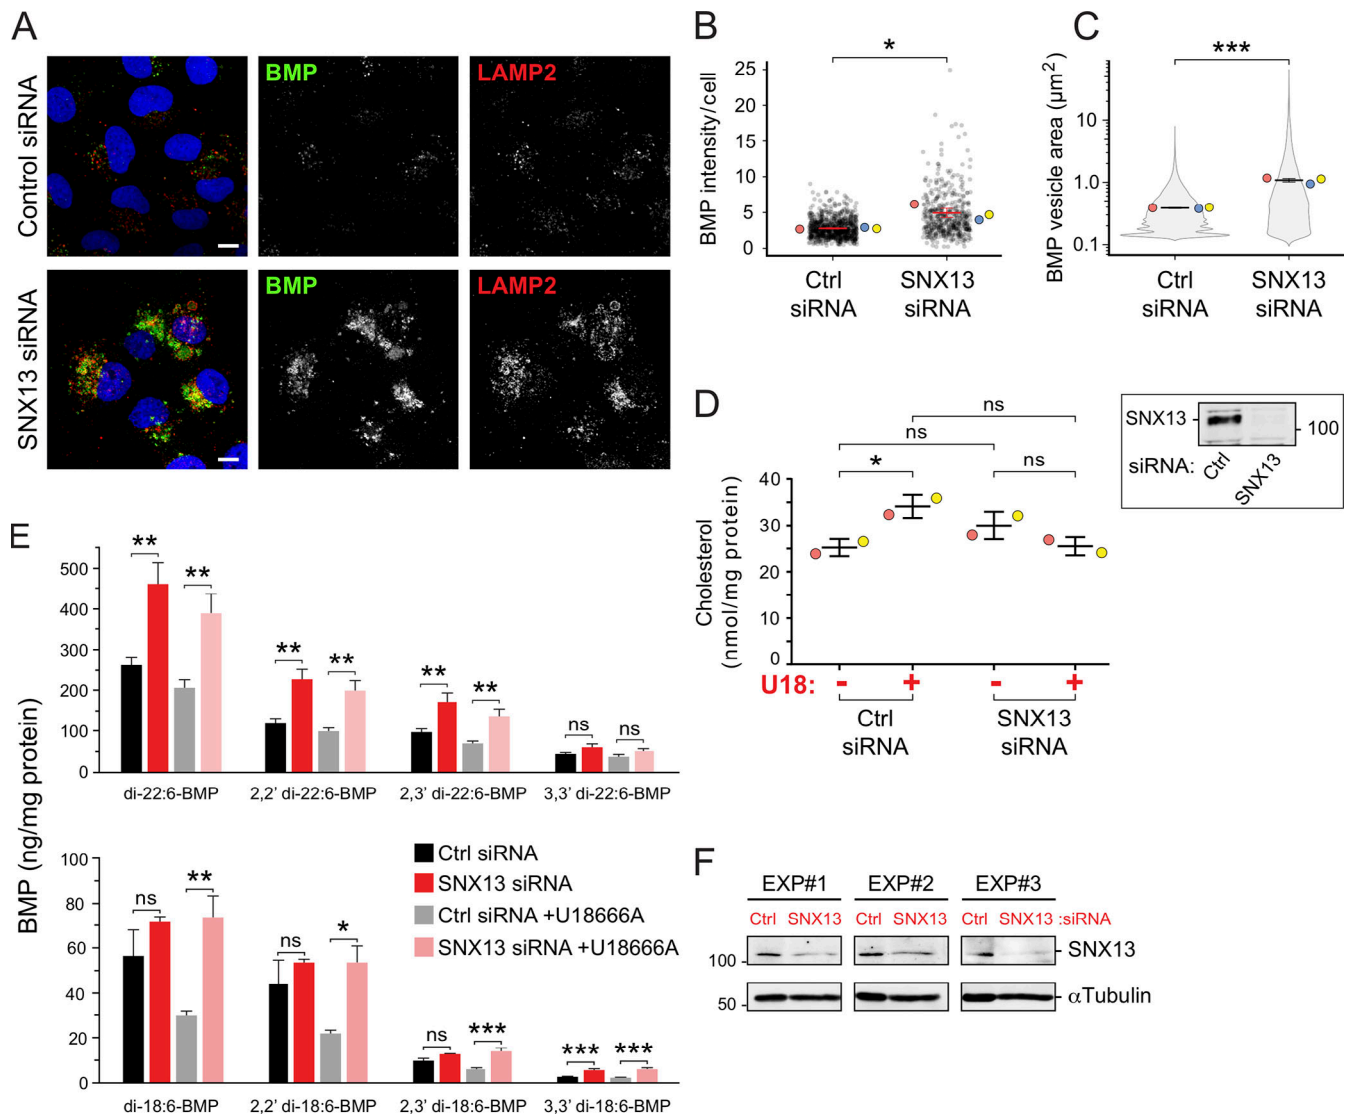 A
Control siRNA
BMP
LAMP2
SNX13 siRNA
BMP
LAMP2
B
*
BMP intensity/cell
25
20
15
10
5
0
Ctrl
siRNA
SNX13
siRNA
C
***
BMP vesicle area (µm²)
10
1.0
0.1
Ctrl
siRNA
SNX13
siRNA
D
ns
ns
*
ns
Cholesterol
(nmol/mg protein)
40
30
20
10
0
U18: - + - +
Ctrl
siRNA
SNX13
siRNA
SNX13
100
siRNA: Ctrl SNX13
E
BMP (ng/mg protein)
500
400
300
200
100
0
** **
** **
** **
ns ns
di-22:6-BMP 2,2' di-22:6-BMP 2,3' di-22:6-BMP 3,3' di-22:6-BMP
100
80
60
40
20
0
ns **
ns *
ns ***
*** ***
di-18:6-BMP 2,2' di-18:6-BMP 2,3' di-18:6-BMP 3,3' di-18:6-BMP
Ctrl siRNA
SNX13 siRNA
Ctrl siRNA +U18666A
SNX13 siRNA +U18666A
F
EXP#1 EXP#2 EXP#3
Ctrl SNX13 Ctrl SNX13 Ctrl SNX13 :siRNA
100 SNX13
50 αTubulin